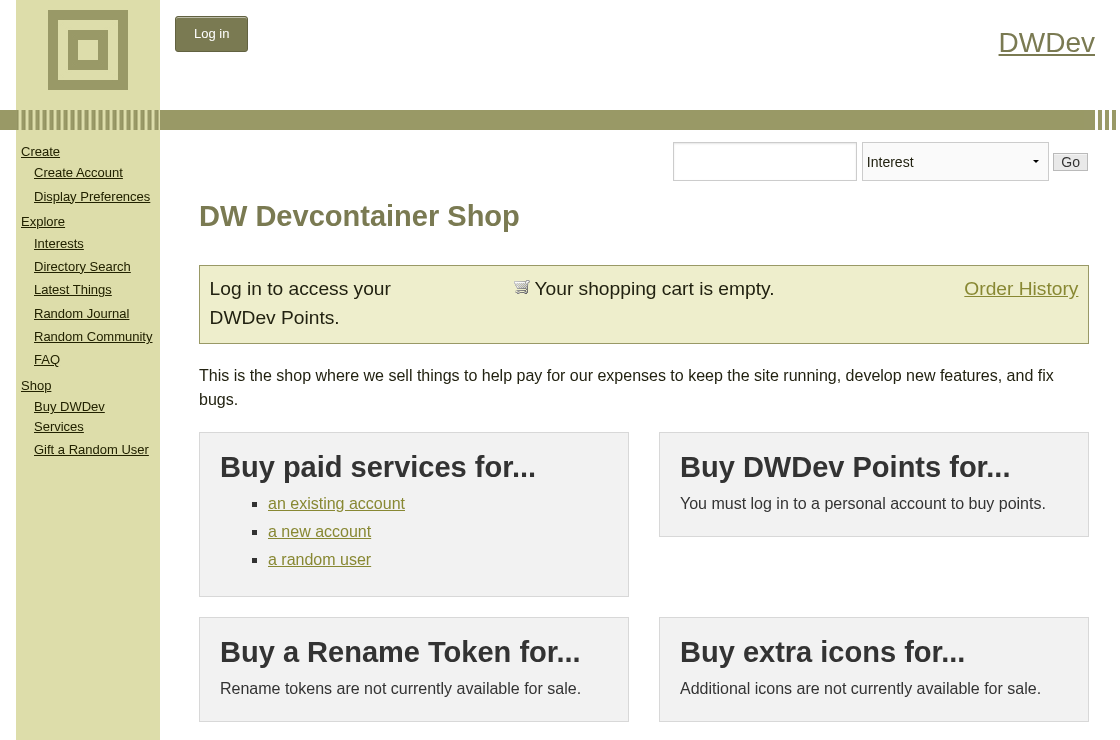 Log in
DWDev
Create
Create Account
Display Preferences
Explore
Interests
Directory Search
Latest Things
Random Journal
Random Community
FAQ
Shop
Buy DWDev
Services
Gift a Random User
Interest
Go
DW Devcontainer Shop
Log in to access your
DWDev Points.
Your shopping cart is empty.
Order History
This is the shop where we sell things to help pay for our expenses to keep the site running, develop new features, and fix
bugs.
Buy paid services for...
an existing account
a new account
a random user
Buy DWDev Points for...
You must log in to a personal account to buy points.
Buy a Rename Token for...
Rename tokens are not currently available for sale.
Buy extra icons for...
Additional icons are not currently available for sale.